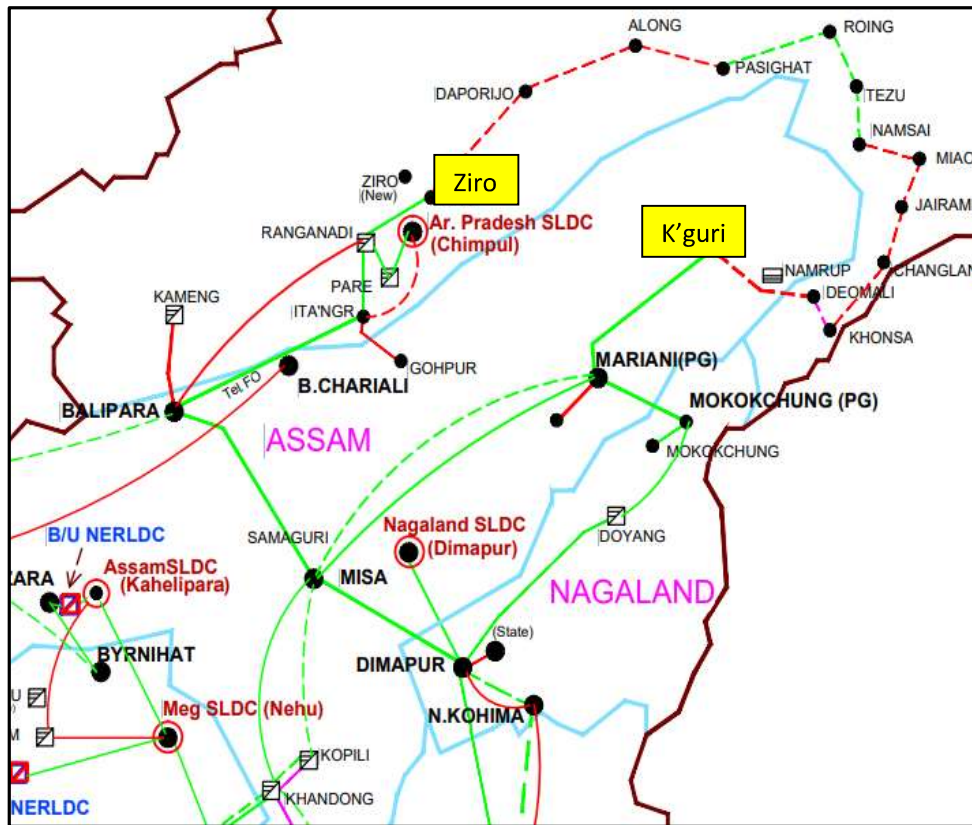 ALONG
ROING
PASIGHAT
DAPORIJO
TEZU
NAMSAI
MIAO
ZIRO
(New)
Ziro
JAIRAM
Ar. Pradesh SLDC
(Chimpul)
RANGANADI
K'guri
CHANGLAN
NAMRUP
DEOMALI
PARE
KAMENG
ITA'NGR
KHONSA
GOHPUR
MARIANI(PG)
B.CHARIALI
Tel FO
MOKOKCHUNG (PG)
BALIPARA
ASSAM
MOKOKCHUNG
Nagaland SLDC
(Dimapur)
DOYANG
SAMAGURI
B/U NERLDC
AssamSLDC
(Kahelipara)
ZARA
MISA
NAGALAND
(State)
DIMAPUR
BYRNIHAT
N.KOHIMA
U
Meg SLDC (Nehu)
M
KOPILI
KHANDONG
NERLDC